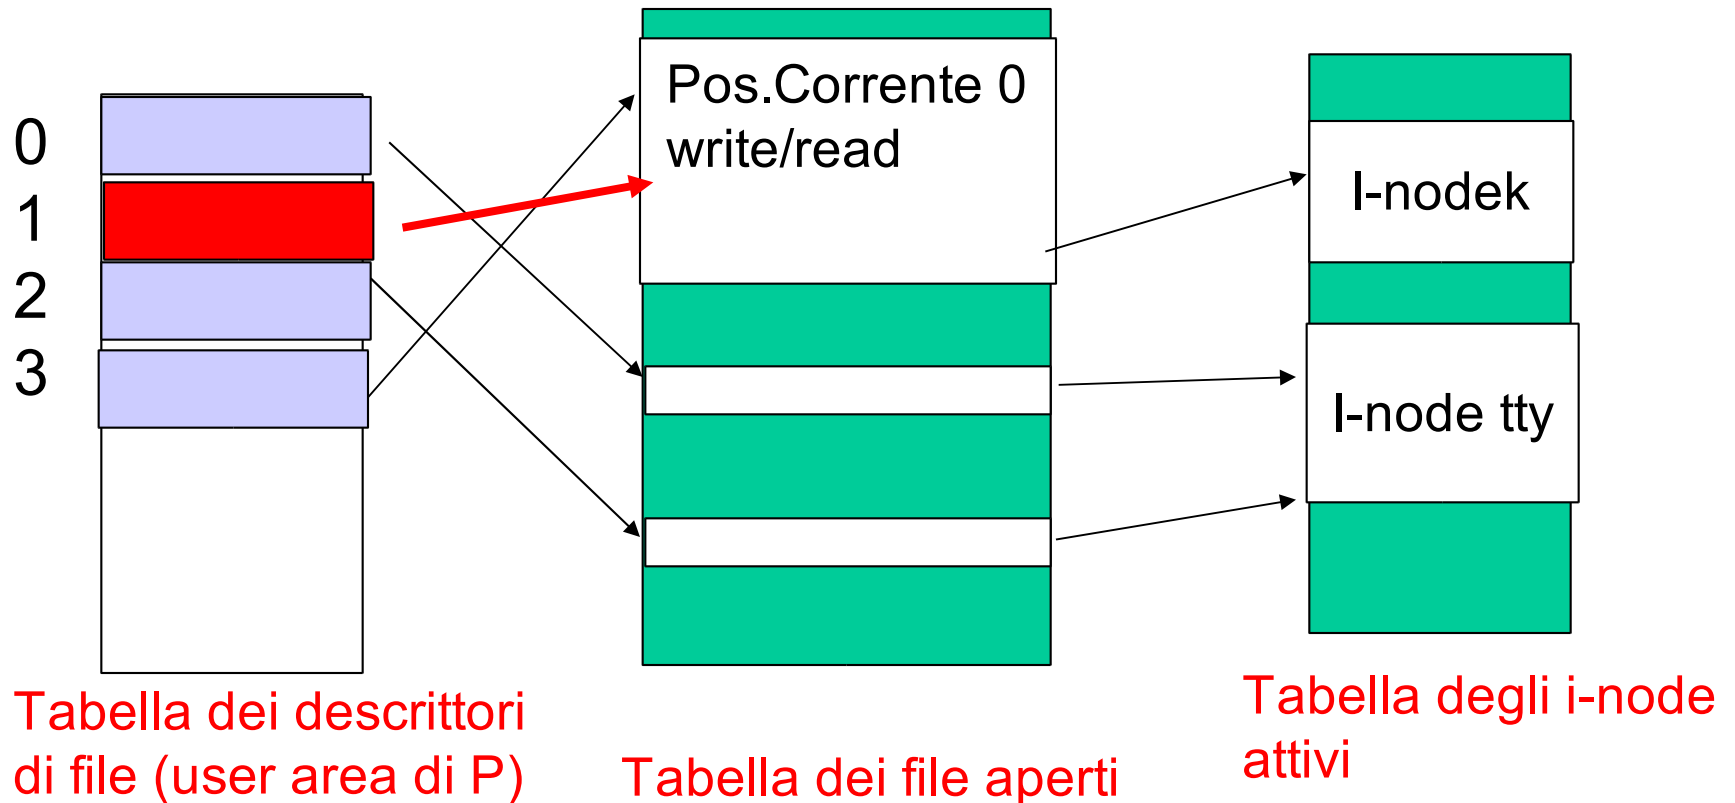 0
1
2
3
Pos.Corrente 0
write/read
I-nodek
I-node tty
Tabella dei descrittori
di file (user area di P)
Tabella dei file aperti
Tabella degli i-node
attivi